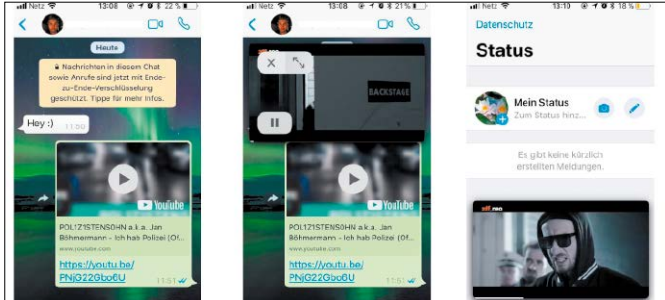 Netz 13:08 22 %
Heute
Nachrichten in diesem Chat
sowie Anrufe sind jetzt mit Ende-
zu-Ende-Verschlüsselung
geschützt. Tippe für mehr Infos.
Hey :) 11:50
YouTube
POL1Z1STENS0HN a.k.a. Jan
Böhmermann - Ich hab Polizei (Of...
www.youtube.com
https://youtu.be/
PNjG22Gbo6U 11:51
Netz 13:08 21 %
BACKSTAGE
YouTube
POL1Z1STENS0HN a.k.a. Jan
Böhmermann - Ich hab Polizei (Of...
www.youtube.com
https://youtu.be/
PNjG22Gbo6U 11:51
Netz 13:10 18 %
Datenschutz
Status
Mein Status
Zum Status hinz...
Es gibt keine kürzlich
erstellten Meldungen.